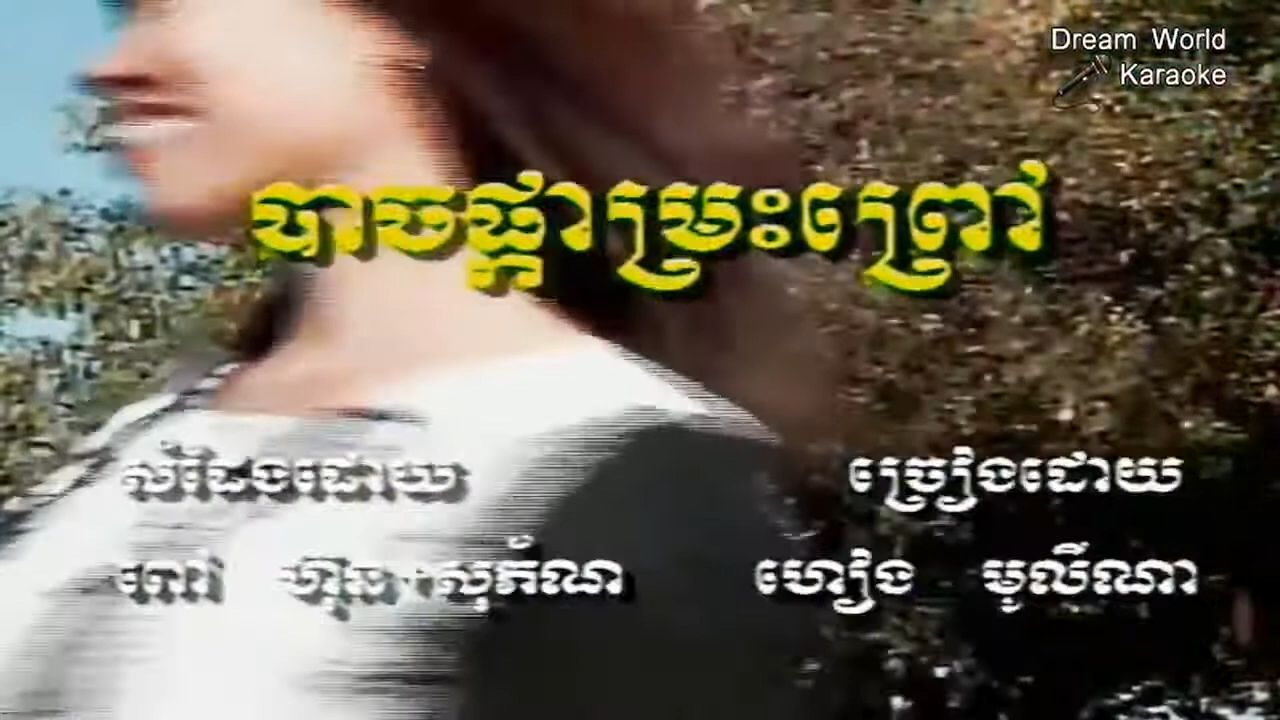 Dream World
Karaoke
បាចផ្កាម្រះព្រៅ
សំដែងដោយ ច្រៀងដោយ
ពៅ ហ៊ុន សុភ័ណ ហៀង មូលីណា